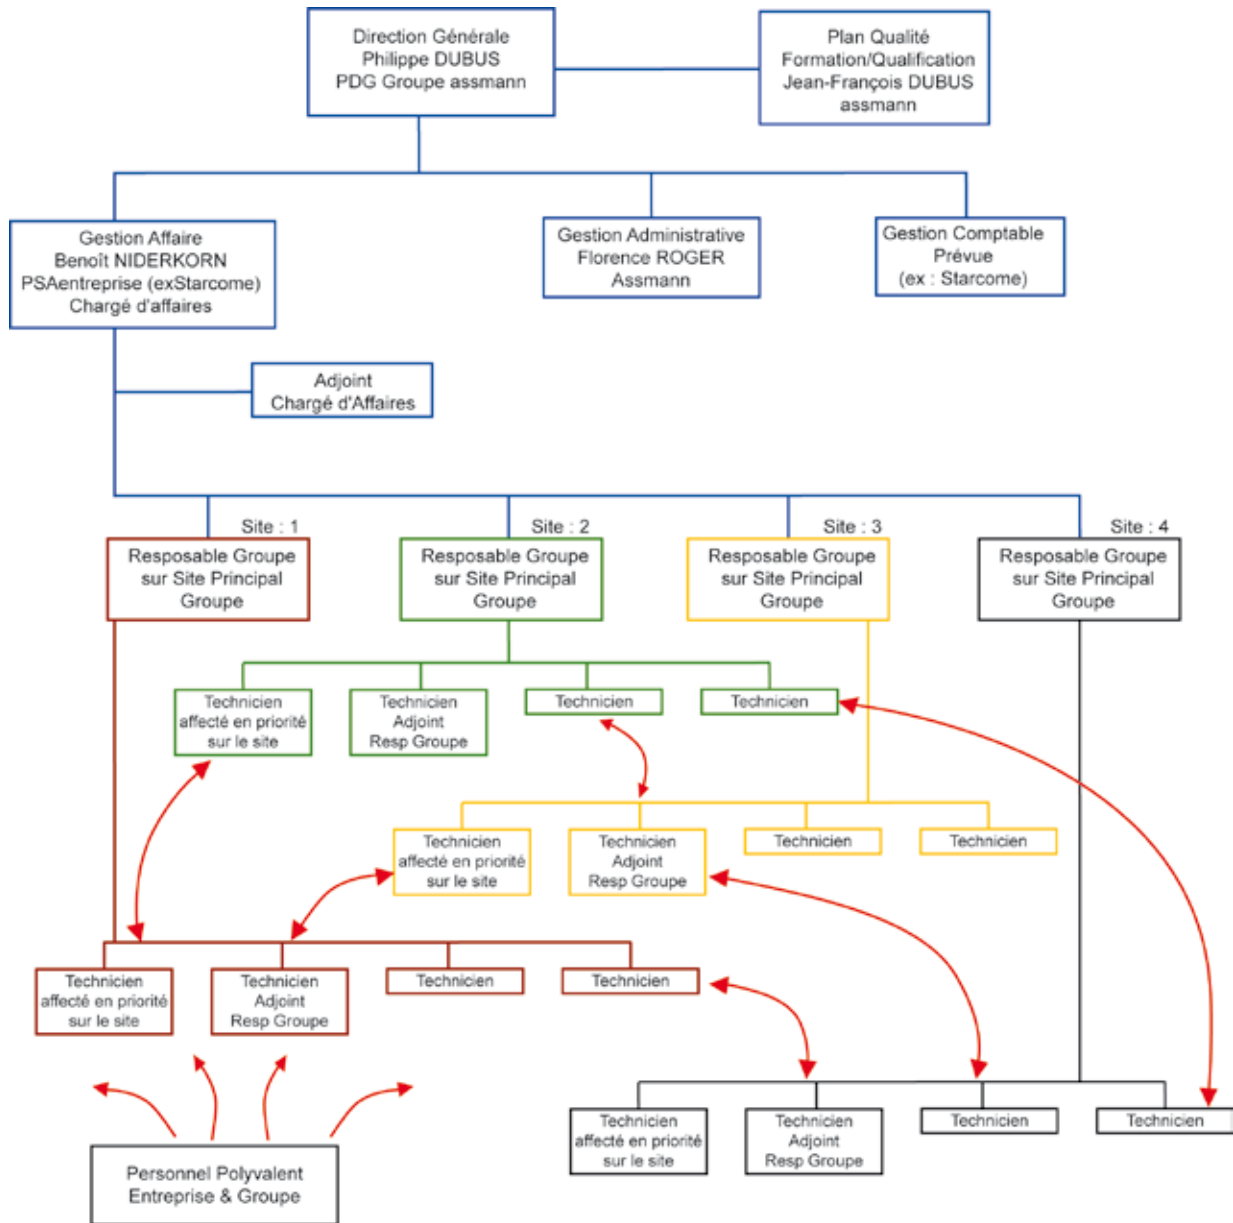 Direction Générale
Philippe DUBUS
PDG Groupe assmann
Plan Qualité
Formation/Qualification
Jean-François DUBUS
assmann
Gestion Affaire
Benoît NIDERKORN
PSAentreprise (exStarcome)
Chargé d'affaires
Gestion Administrative
Florence ROGER
Assmann
Gestion Comptable
Prévue
(ex : Starcome)
Adjoint
Chargé d'Affaires
Site : 1
Resposable Groupe
sur Site Principal
Groupe
Site : 2
Resposable Groupe
sur Site Principal
Groupe
Site : 3
Resposable Groupe
sur Site Principal
Groupe
Site : 4
Resposable Groupe
sur Site Principal
Groupe
Technicien
affecté en priorité
sur le site
Technicien
Adjoint
Resp Groupe
Technicien
Technicien
Technicien
affecté en priorité
sur le site
Technicien
Adjoint
Resp Groupe
Technicien
Technicien
Technicien
affecté en priorité
sur le site
Technicien
Adjoint
Resp Groupe
Technicien
Technicien
Technicien
affecté en priorité
sur le site
Technicien
Adjoint
Resp Groupe
Technicien
Technicien
Personnel Polyvalent
Entreprise & Groupe